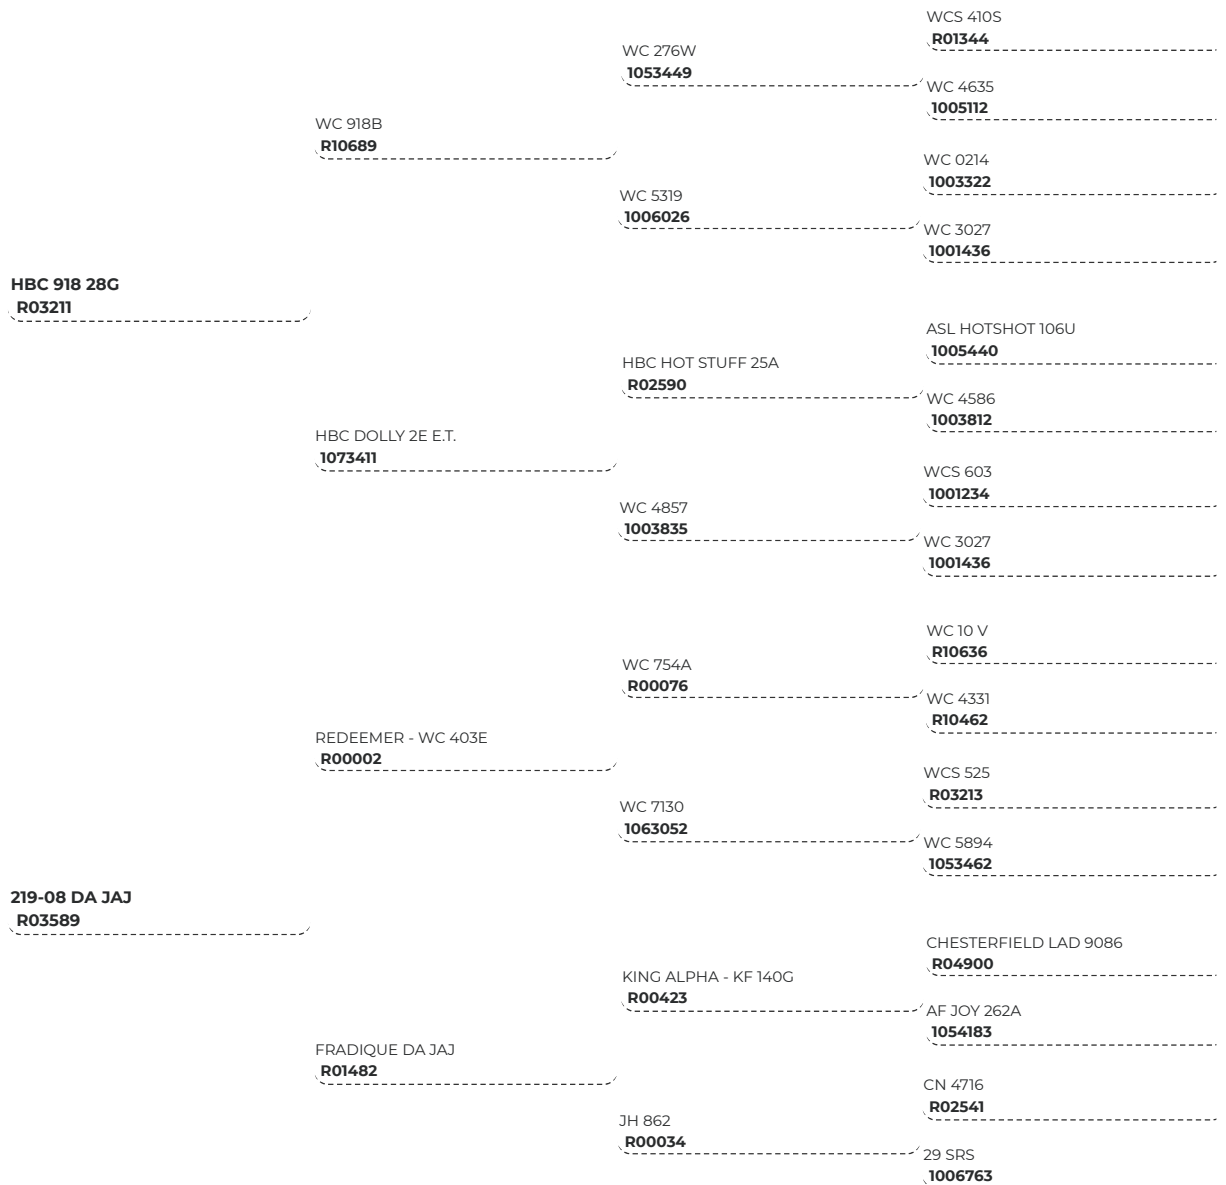 WCS 410S
R01344
WC 276W
1053449
WC 4635
1005112
WC 918B
R10689
WC 0214
1003322
WC 5319
1006026
WC 3027
1001436
HBC 918 28G
R03211
ASL HOTSHOT 106U
1005440
HBC HOT STUFF 25A
R02590
WC 4586
1003812
HBC DOLLY 2E E.T.
1073411
WCS 603
1001234
WC 4857
1003835
WC 3027
1001436
WC 10 V
R10636
WC 754A
R00076
WC 4331
R10462
REDEEMER - WC 403E
R00002
WCS 525
R03213
WC 7130
1063052
WC 5894
1053462
219-08 DA JAJ
R03589
CHESTERFIELD LAD 9086
R04900
KING ALPHA - KF 140G
R00423
AF JOY 262A
1054183
FRADIQUE DA JAJ
R01482
CN 4716
R02541
JH 862
R00034
29 SRS
1006763